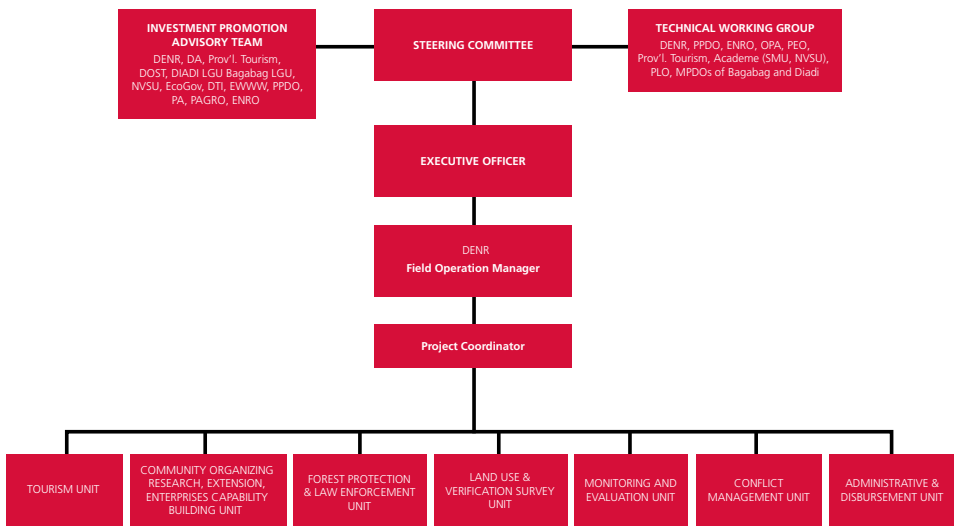 INVESTMENT PROMOTION
ADVISORY TEAM
DENR, DA, Prov'l. Tourism,
DOST, DIADI LGU Bagabag LGU,
NVSU, EcoGov, DTI, EWWW, PPDO,
PA, PAGRO, ENRO
STEERING COMMITTEE
TECHNICAL WORKING GROUP
DENR, PPDO, ENRO, OPA, PEO,
Prov'l. Tourism, Academe (SMU, NVSU),
PLO, MPDOs of Bagabag and Diadi
EXECUTIVE OFFICER
DENR
Field Operation Manager
Project Coordinator
TOURISM UNIT
COMMUNITY ORGANIZING
RESEARCH, EXTENSION,
ENTERPRISES CAPABILITY
BUILDING UNIT
FOREST PROTECTION
& LAW ENFORCEMENT
UNIT
LAND USE &
VERIFICATION SURVEY
UNIT
MONITORING AND
EVALUATION UNIT
CONFLICT
MANAGEMENT UNIT
ADMINISTRATIVE &
DISBURSEMENT UNIT